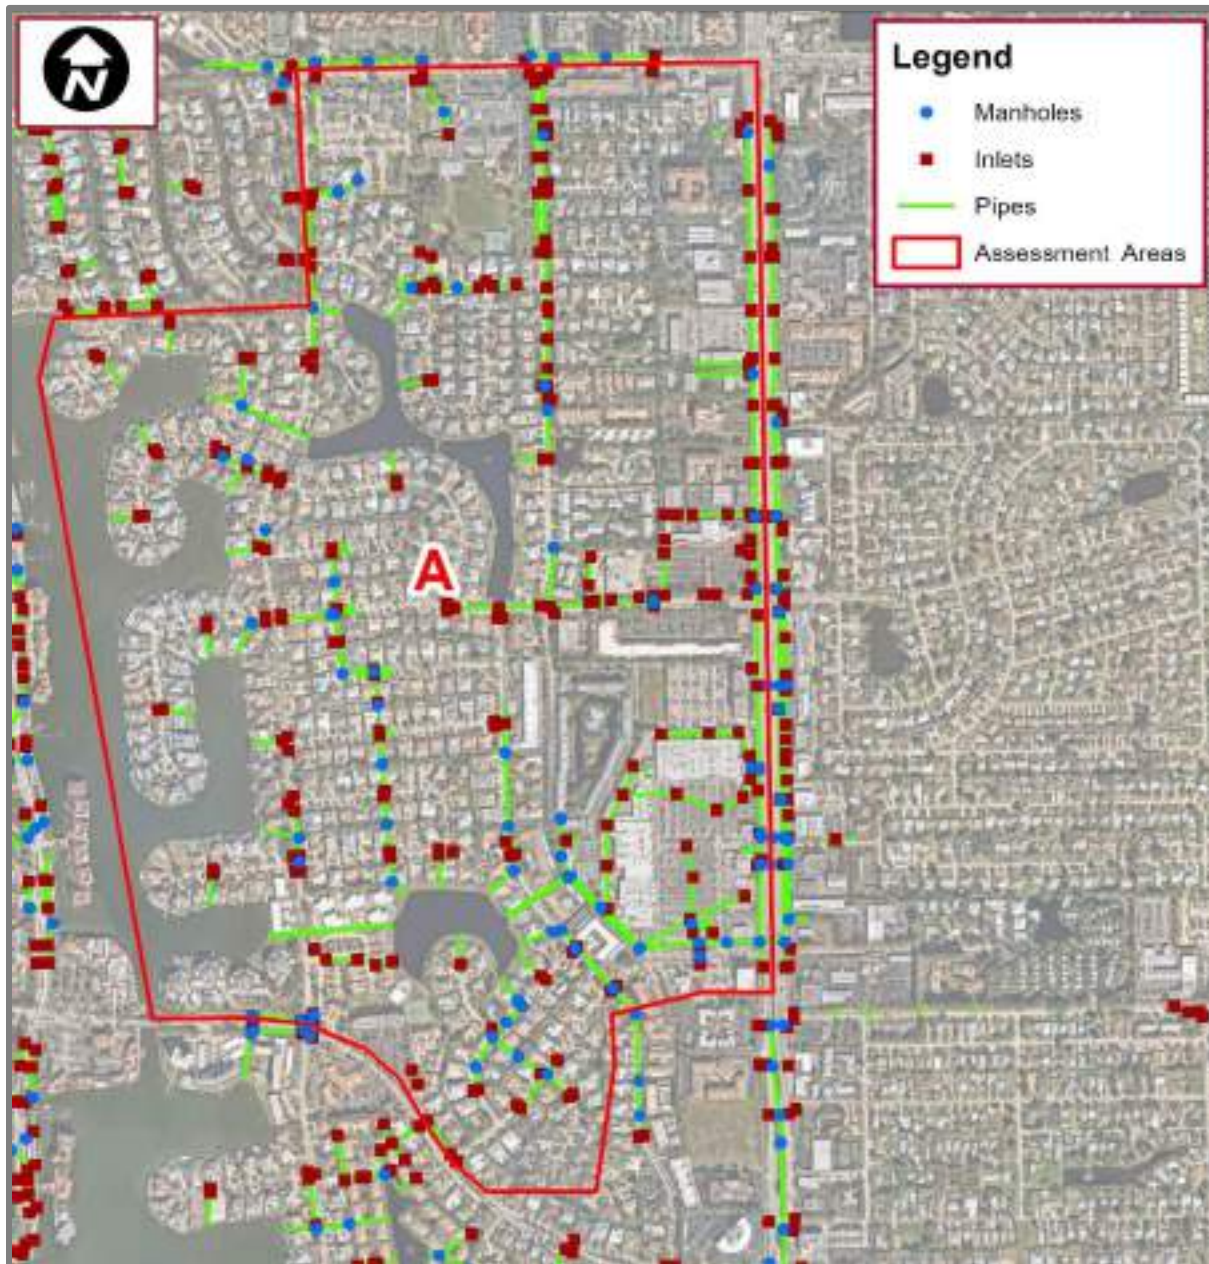 N
Legend
Manholes
Inlets
Pipes
Assessment Areas
A